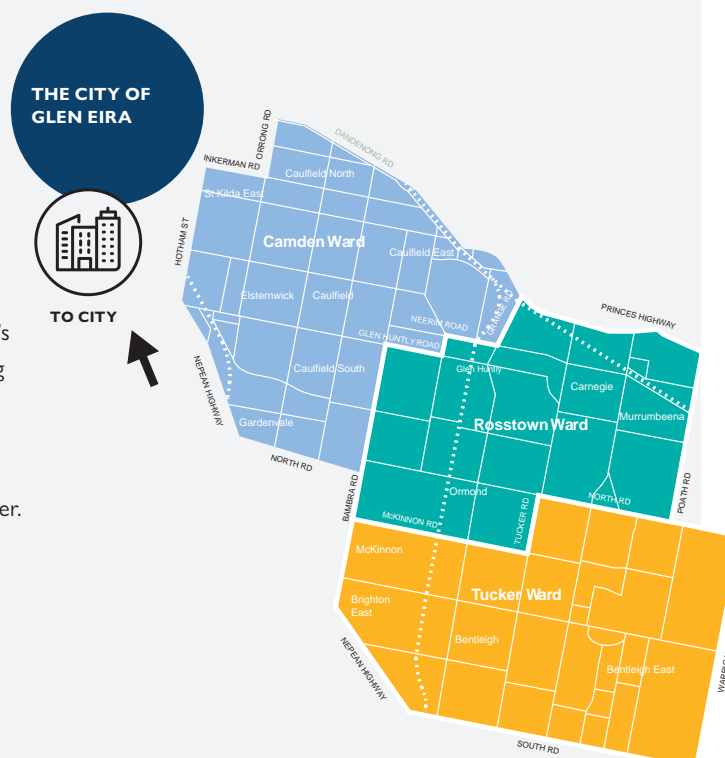 THE CITY OF
GLEN EIRA
TO CITY
ORRONG RD
DANDENONG RD
INKERMAN RD
Caulfield North
St Kilda East
HOTHAM ST
Camden Ward
Caulfield East
Elsternwick
Caulfield
NEERIM ROAD
GRANGE RD
PRINCES HIGHWAY
GLEN HUNTLY ROAD
's
g
NEPEAN HIGHWAY
Caulfield South
Glen Huntly
Carnegie
Murrumbeena
Gardenvale
Rosstown Ward
NORTH RD
BAMBRA RD
Ormond
NORTH RD
POATH RD
er.
McKINNON RD
TUCKER RD
McKinnon
Tucker Ward
Brighton
East
Bentleigh
NEPEAN HIGHWAY
Bentleigh East
SOUTH RD